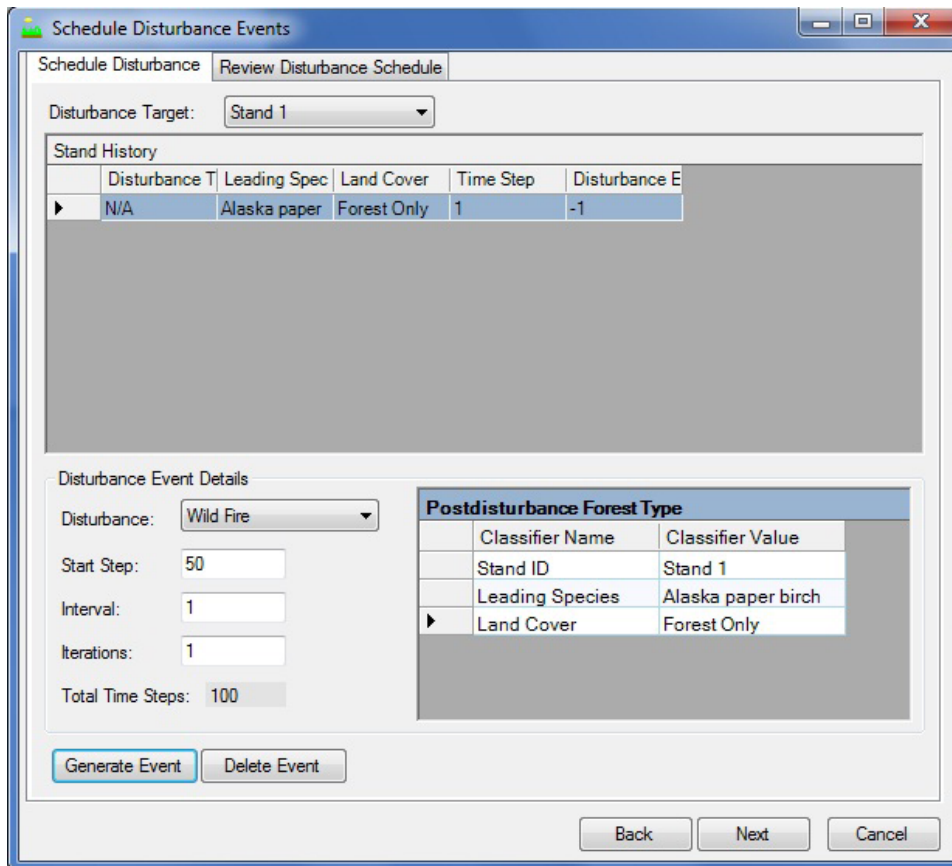 Schedule Disturbance Events
Schedule Disturbance Review Disturbance Schedule
Disturbance Target: Stand 1
Stand History
Disturbance T Leading Spec Land Cover Time Step Disturbance E
N/A Alaska paper Forest Only 1 -1
Disturbance Event Details
Disturbance: Wild Fire
Start Step: 50
Interval: 1
Iterations: 1
Total Time Steps: 100
Postdisturbance Forest Type
Classifier Name Classifier Value
Stand ID Stand 1
Leading Species Alaska paper birch
Land Cover Forest Only
Generate Event Delete Event
Back Next Cancel